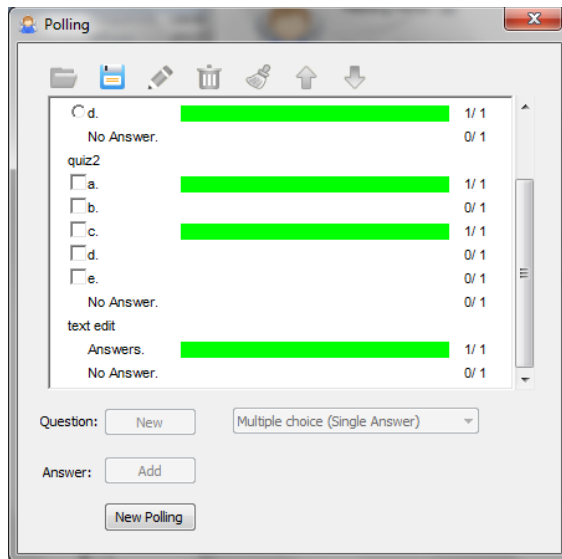 Polling
d. 1/ 1
No Answer. 0/ 1
quiz2
a. 1/ 1
b. 0/ 1
c. 1/ 1
d. 0/ 1
e. 0/ 1
No Answer. 0/ 1
text edit
Answers. 1/ 1
No Answer. 0/ 1
Question: New Multiple choice (Single Answer)
Answer: Add
New Polling